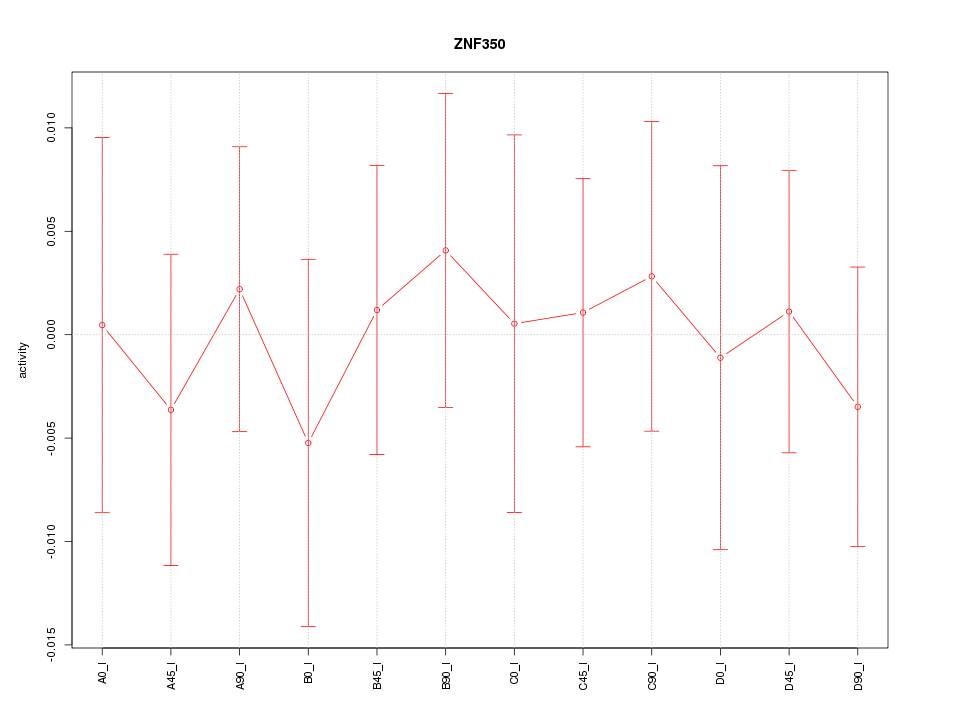 ZNF350
activity
0.010
0.005
0.000
-0.005
-0.010
-0.015
A0_I
A45_I
A90_I
B0_I
B45_I
B90_I
C0_I
C45_I
C90_I
D0_I
D45_I
D90_I